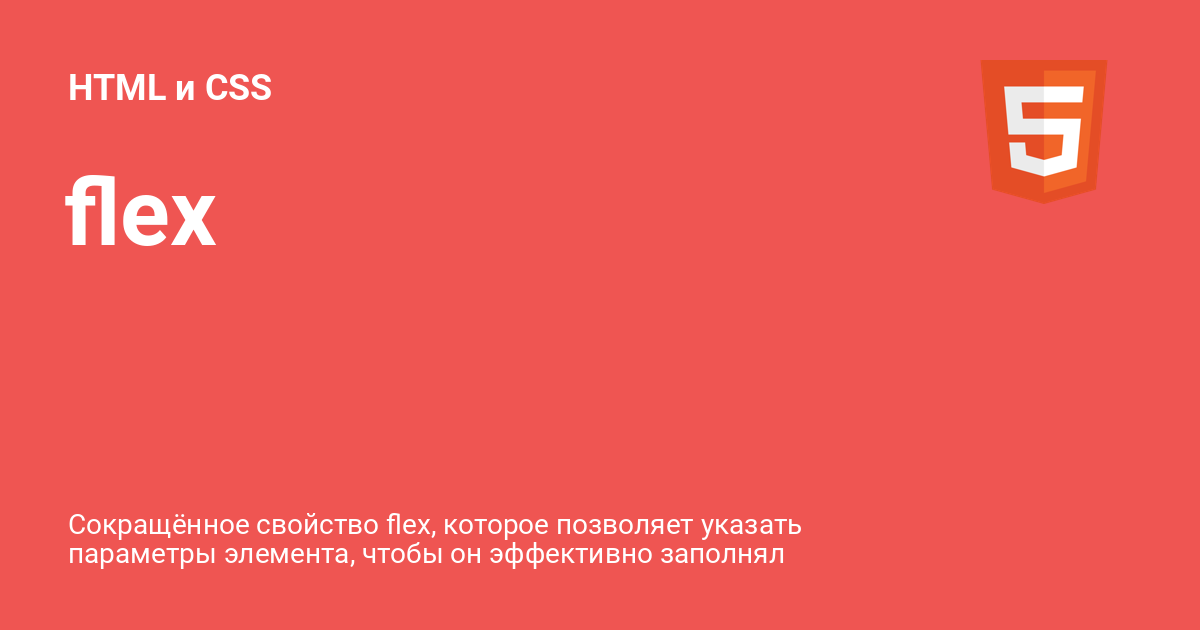 HTML и CSS
flex
Сокращённое свойство flex, которое позволяет указать
параметры элемента, чтобы он эффективно заполнял